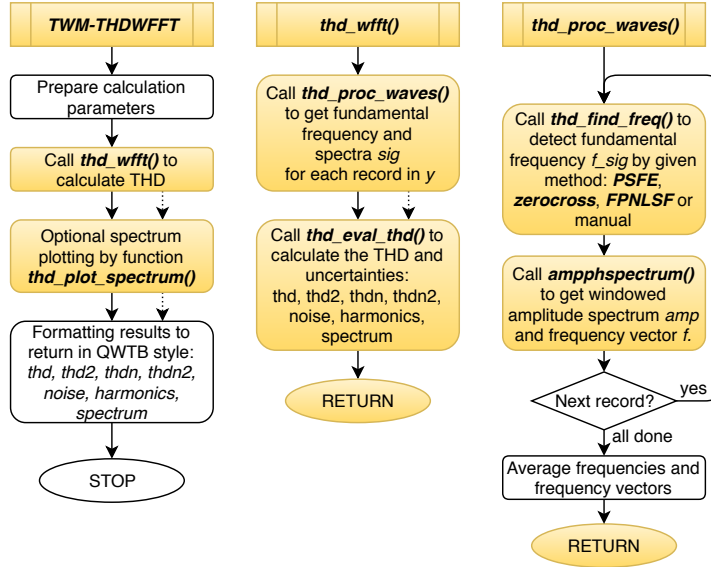 TWM-THDWFFT
Prepare calculation
parameters
Call thd_wfft() to
calculate THD
Optional spectrum
plotting by function
thd_plot_spectrum()
Formatting results to
return in QWTB style:
thd, thd2, thdn, thdn2,
noise, harmonics,
spectrum
STOP
thd_wfft()
Call thd_proc_waves()
to get fundamental
frequency and
spectra sig
for each record in y
Call thd_eval_thd() to
calculate the THD and
uncertainties:
thd, thd2, thdn, thdn2,
noise, harmonics,
spectrum
RETURN
thd_proc_waves()
Call thd_find_freq() to
detect fundamental
frequency f_sig by given
method: PSFE,
zerocross, FPNLSF or
manual
Call ampphspectrum()
to get windowed
amplitude spectrum amp
and frequency vector f.
Next record?
yes
all done
Average frequencies and
frequency vectors
RETURN